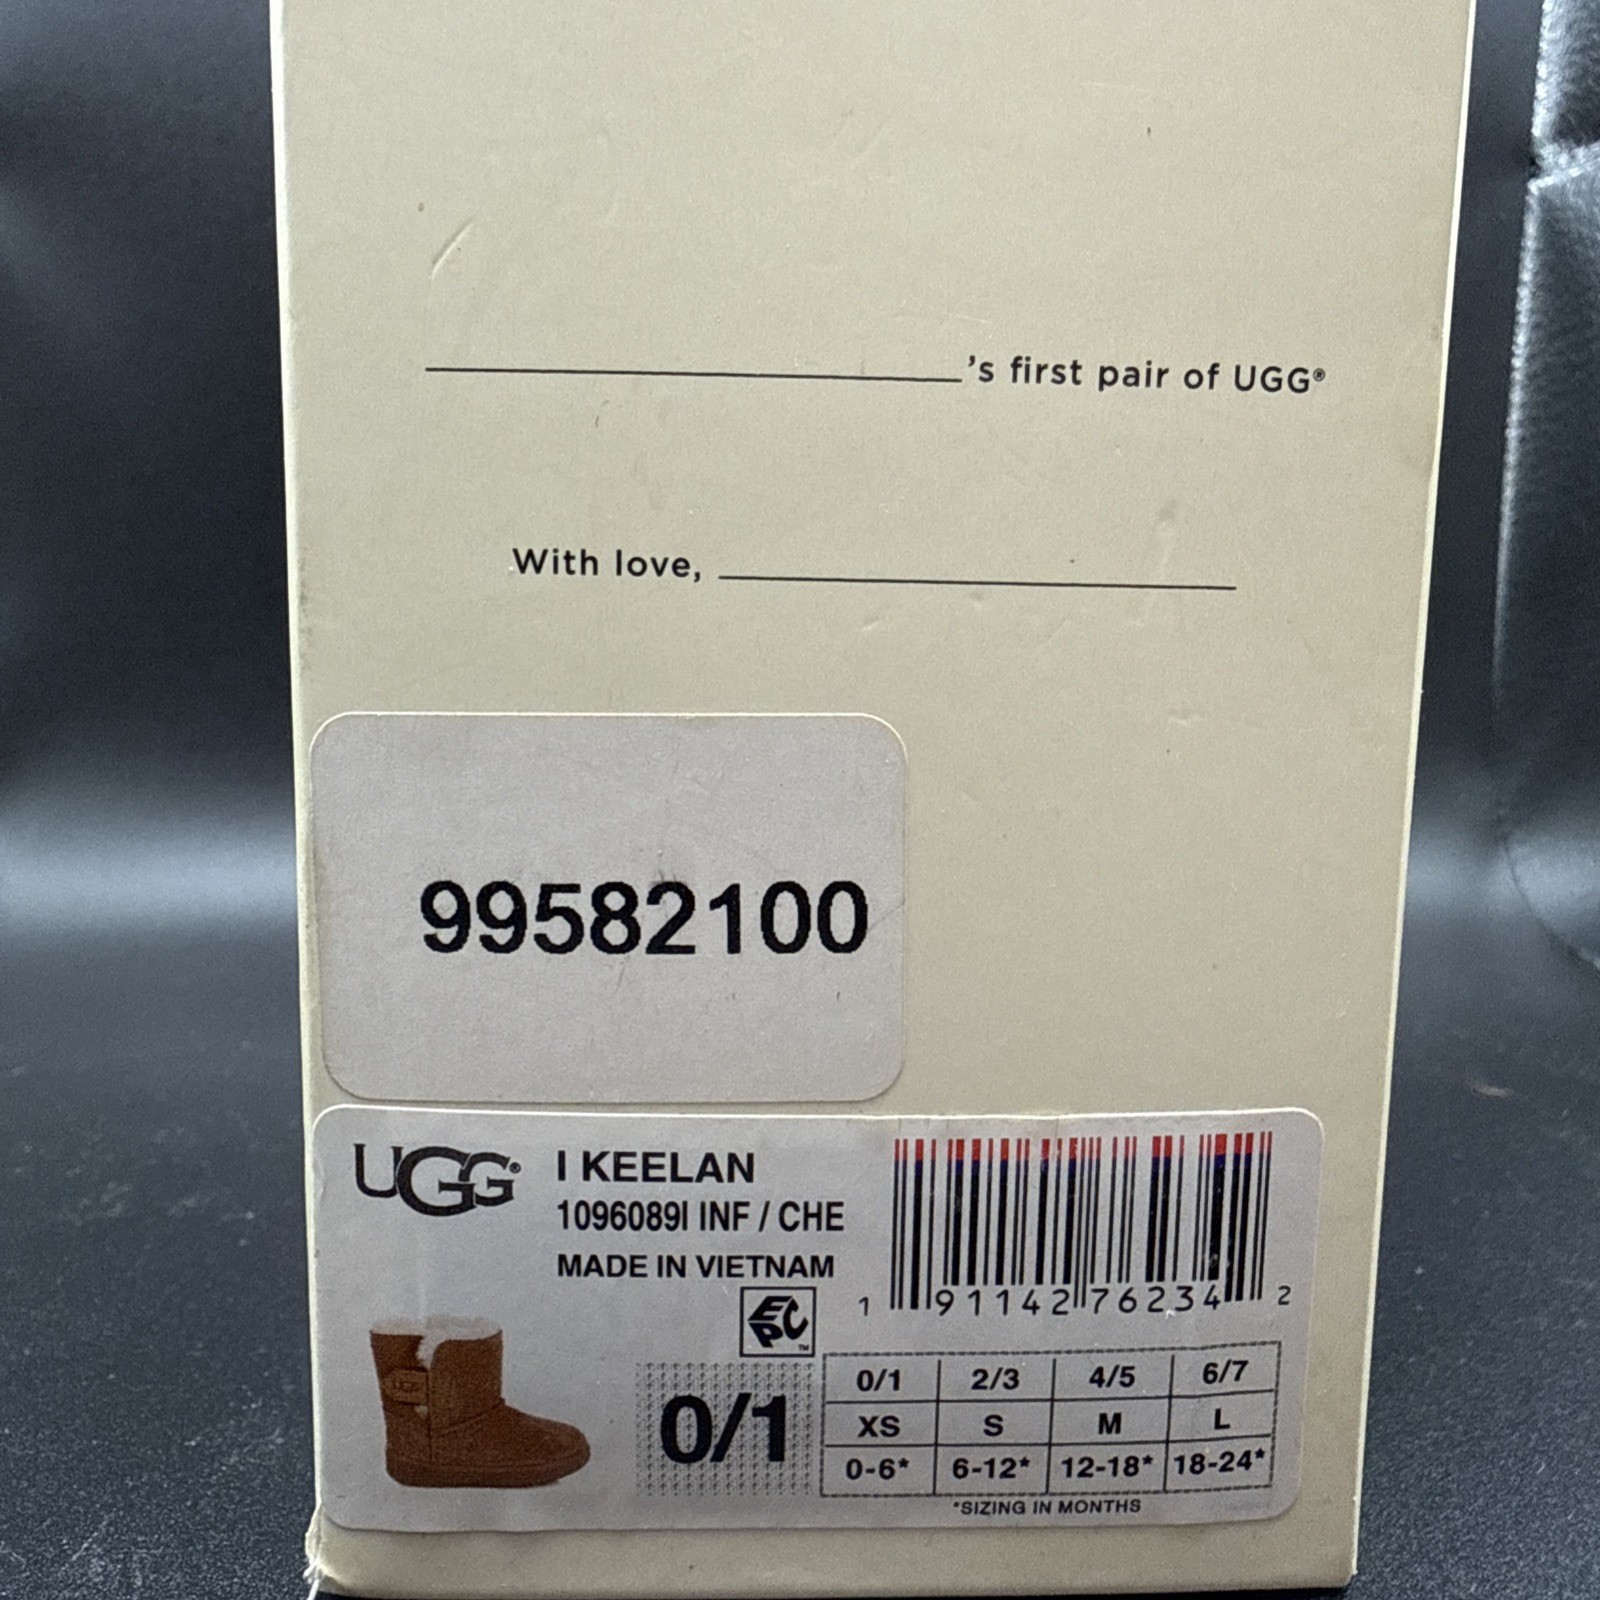 ’s first pair of UGG®
With love,
99582100
UGG®
I KEELAN
1096089I INF / CHE
MADE IN VIETNAM
EPC™
1 91142 76234 2
0/1
0/1 2/3 4/5 6/7
XS S M L
0-6* 6-12* 12-18* 18-24*
*SIZING IN MONTHS